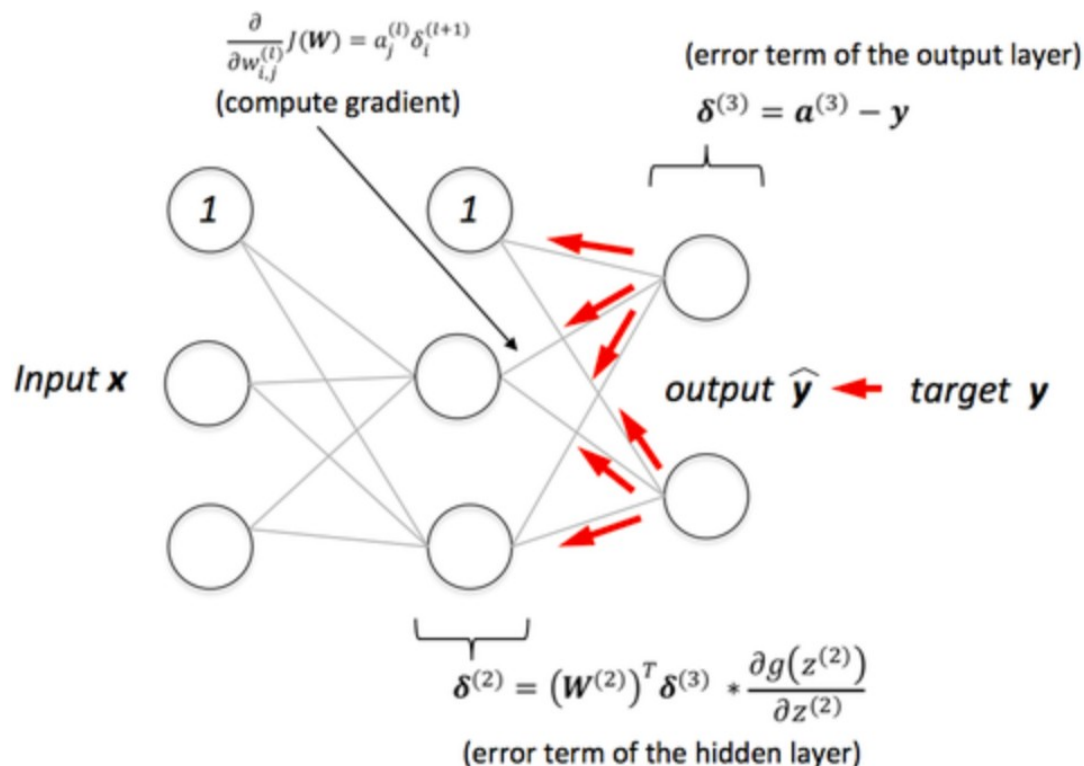 ∂/∂w_{i,j}^{(l)} J(W) = a_j^{(l)} δ_i^{(l+1)}
(compute gradient)
(error term of the output layer)
δ^{(3)} = a^{(3)} − y
1
1
Input x
output ŷ
target y
δ^{(2)} = (W^{(2)})^T δ^{(3)} * ∂g(z^{(2)})/∂z^{(2)}
(error term of the hidden layer)